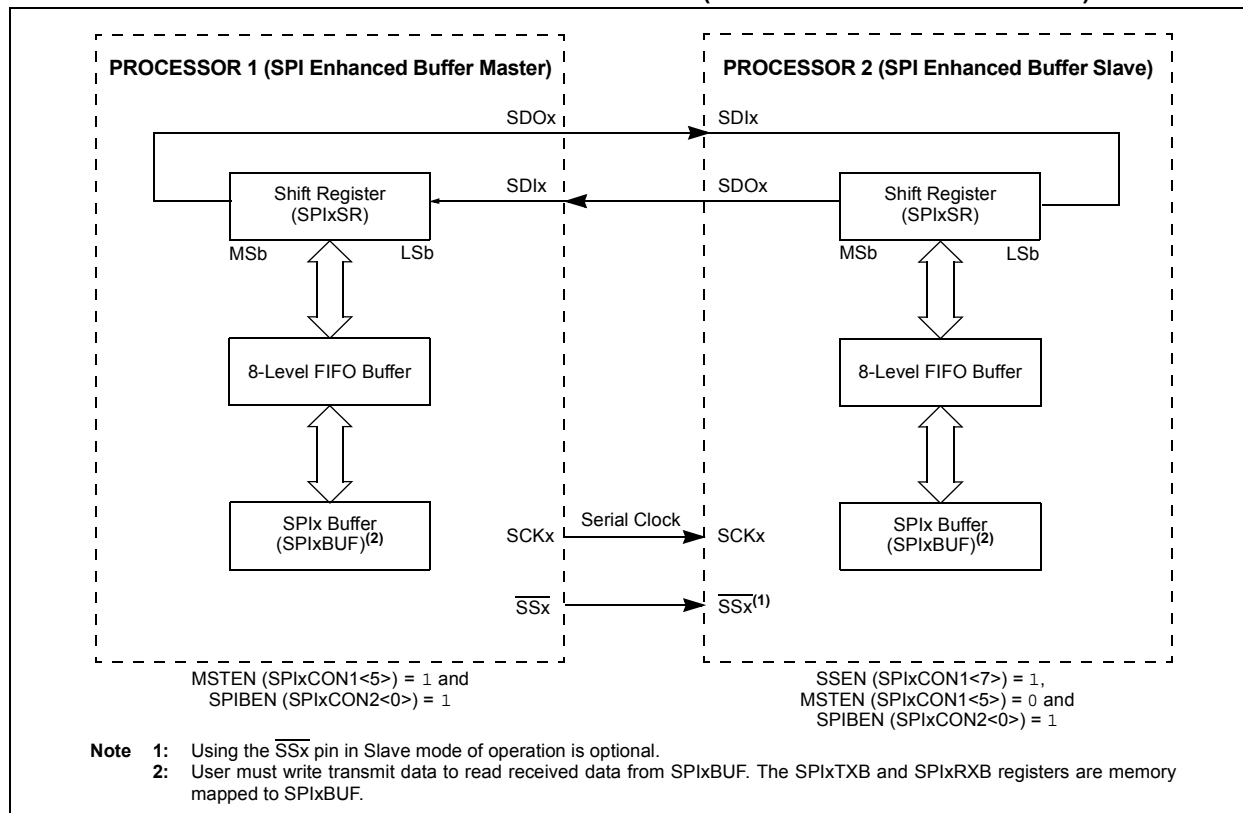 PROCESSOR 1 (SPI Enhanced Buffer Master)
PROCESSOR 2 (SPI Enhanced Buffer Slave)
SDOx
SDIx
Shift Register
(SPIxSR)
SDIx
SDOx
Shift Register
(SPIxSR)
MSb
LSb
MSb
LSb
8-Level FIFO Buffer
8-Level FIFO Buffer
SPIx Buffer
(SPIxBUF)(2)
SCKx
Serial Clock
SCKx
SPIx Buffer
(SPIxBUF)(2)
SSx
SSx(1)
MSTEN (SPIxCON1<5>) = 1 and
SPIBEN (SPIxCON2<0>) = 1
SSEN (SPIxCON1<7>) = 1,
MSTEN (SPIxCON1<5>) = 0 and
SPIBEN (SPIxCON2<0>) = 1
Note 1: Using the SSx pin in Slave mode of operation is optional.
2: User must write transmit data to read received data from SPIxBUF. The SPIxTXB and SPIxRXB registers are memory
mapped to SPIxBUF.